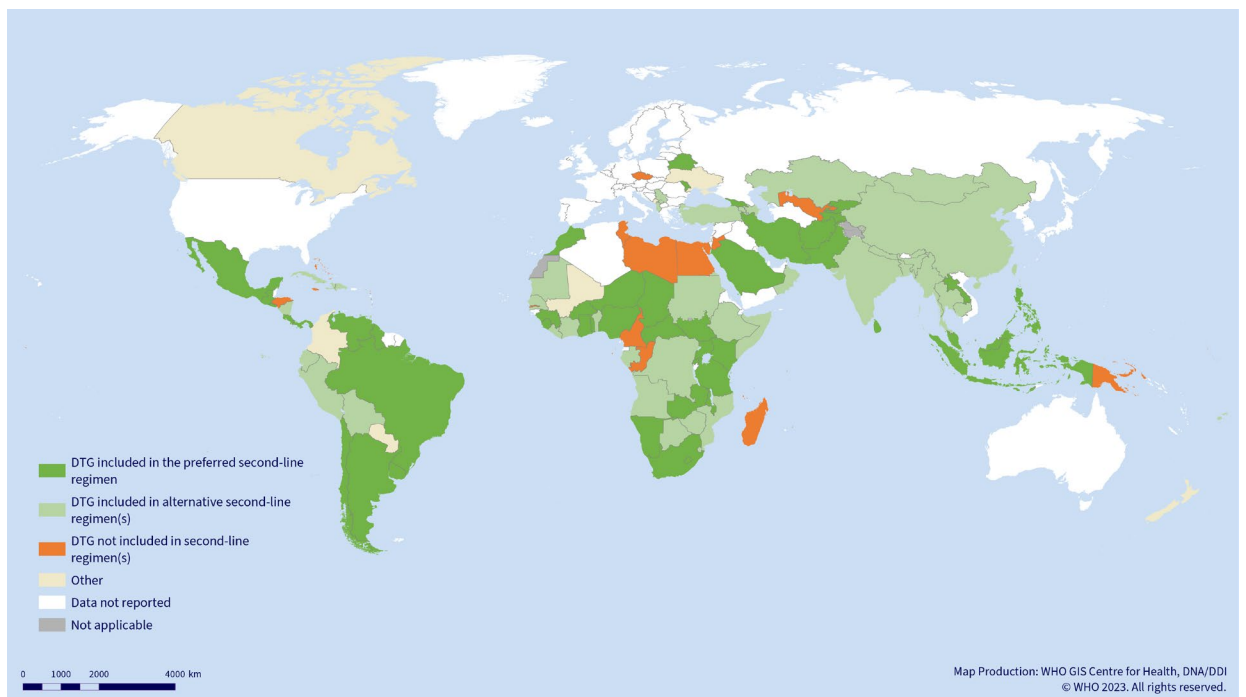 DTG included in the preferred second-line
regimen
DTG included in alternative second-line
regimen(s)
DTG not included in second-line
regimen(s)
Other
Data not reported
Not applicable
0 1000 2000 4000 km
Map Production: WHO GIS Centre for Health, DNA/DDI
© WHO 2023. All rights reserved.